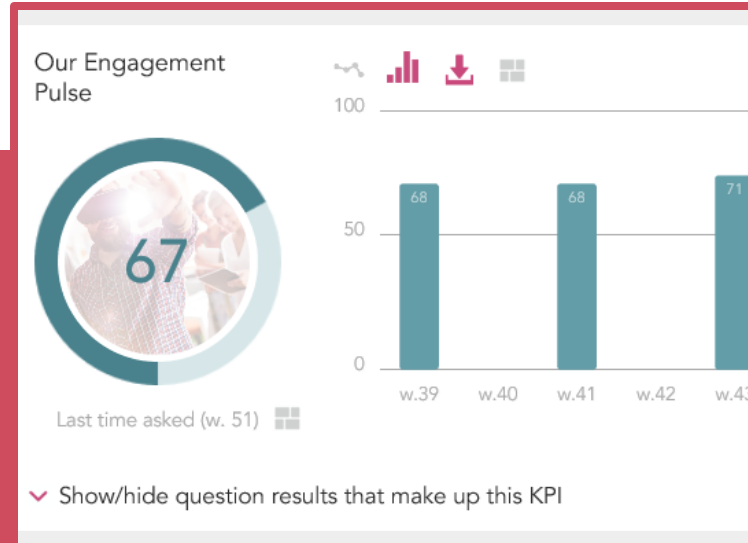 Our Engagement
Pulse
67
Last time asked (w. 51)
100
50
0
68
68
71
w.39
w.40
w.41
w.42
w.43
Show/hide question results that make up this KPI